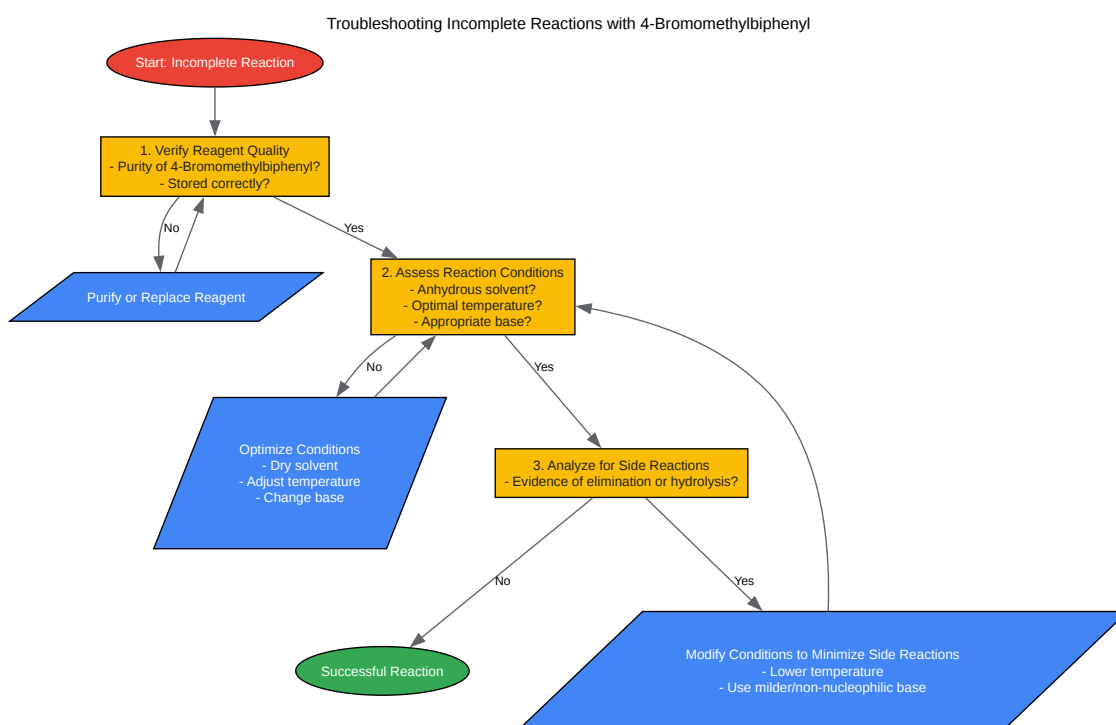 Troubleshooting Incomplete Reactions with 4-Bromomethylbiphenyl
Start: Incomplete Reaction
1. Verify Reagent Quality
- Purity of 4-Bromomethylbiphenyl?
- Stored correctly?
No
Yes
Purify or Replace Reagent
2. Assess Reaction Conditions
- Anhydrous solvent?
- Optimal temperature?
- Appropriate base?
No
Yes
Optimize Conditions
- Dry solvent
- Adjust temperature
- Change base
3. Analyze for Side Reactions
- Evidence of elimination or hydrolysis?
No
Yes
Successful Reaction
Modify Conditions to Minimize Side Reactions
- Lower temperature
- Use milder/non-nucleophilic base